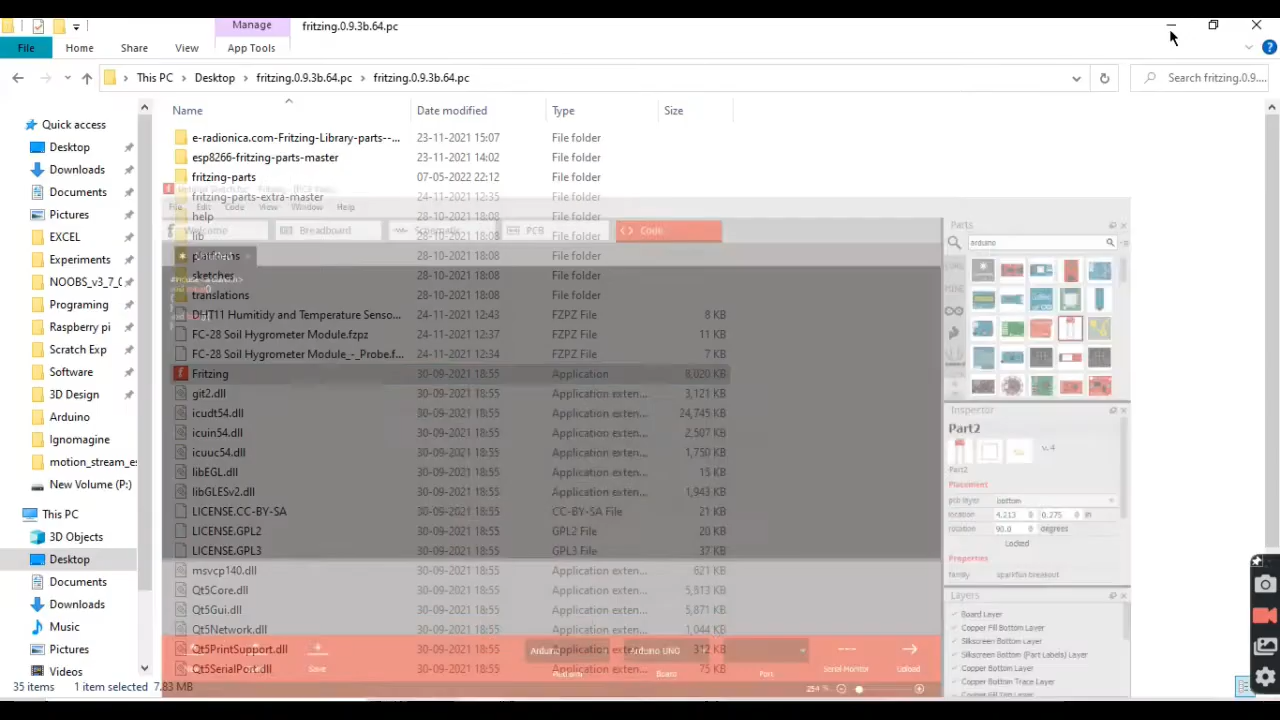 Manage
fritzing.0.9.3b.64.pc
File
Home
Share
View
App Tools
This PC
Desktop
fritzing.0.9.3b.64.pc
fritzing.0.9.3b.64.pc
Search fritzing.0.9....
Name
Date modified
Type
Size
Quick access
Desktop
Downloads
Documents
Pictures
EXCEL
Experiments
NOOBS_v3_7_0
Programing
Raspberry pi
Scratch Exp
Software
3D Design
Arduino
Ignomagine
motion_stream_es
New Volume (P:)
This PC
3D Objects
Desktop
Documents
Downloads
Music
Pictures
Videos
e-radionica.com-Fritzing-Library-parts--... 23-11-2021 15:07 File folder
esp8266-fritzing-parts-master 23-11-2021 14:02 File folder
fritzing-parts 07-05-2022 22:12 File folder
fritzing-parts-extra-master 24-11-2021 12:35 File folder
help 28-10-2021 18:08 File folder
lib 28-10-2021 18:08 File folder
28-10-2021 18:08 File folder
sketches 28-10-2021 18:08 File folder
translations 28-10-2021 18:08 File folder
DHT11 Humitidy and Temperature Senso... 24-11-2021 12:43 FZPZ File 8 KB
FC-28 Soil Hygrometer Module.fzpz 24-11-2021 12:37 FZPZ File 11 KB
FC-28 Soil Hygrometer Module_-_Probe.f... 24-11-2021 12:34 FZPZ File 7 KB
Fritzing 30-09-2021 18:55 Application 8,020 KB
git2.dll 30-09-2021 18:55 Application exten... 3,121 KB
icudt54.dll 30-09-2021 18:55 Application exten... 24,745 KB
icuin54.dll 30-09-2021 18:55 Application exten... 2,507 KB
icuuc54.dll 30-09-2021 18:55 Application exten... 1,750 KB
libEGL.dll 30-09-2021 18:55 Application exten... 15 KB
libGLESv2.dll 30-09-2021 18:55 Application exten... 1,943 KB
LICENSE.CC-BY-SA 30-09-2021 18:55 CC-BY-SA File 21 KB
LICENSE.GPL2 30-09-2021 18:55 GPL2 File 20 KB
LICENSE.GPL3 30-09-2021 18:55 GPL3 File 37 KB
msvcp140.dll 30-09-2021 18:55 Application exten... 621 KB
Qt5Core.dll 30-09-2021 18:55 Application exten... 5,513 KB
Qt5Gui.dll 30-09-2021 18:55 Application exten... 5,871 KB
Qt5Network.dll 30-09-2021 18:55 Application exten... 1,044 KB
Qt5PrintSupport.dll 30-09-2021 18:55 Application exten... 312 KB
Qt5SerialPort.dll 30-09-2021 18:55 Application exten... 75 KB
File Edit Code View Window Help
Welcome
Breadboard
Schematic
PCB
Code
Save
Arduino
Arduino UNO
Platform
Board
Port
Serial Monitor
Upload
254 %
Parts
arduino
CORE
MINE
Inspector
Part2
v. 4
Part2
Placement
pcb layer bottom
location 4.213 0.275 in
rotation 90.0 degrees
Locked
Properties
family sparkfun breakout
Layers
Board Layer
Copper Fill Bottom Layer
Silkscreen Bottom Layer
Silkscreen Bottom (Part Labels) Layer
Copper Bottom Layer
Copper Bottom Trace Layer
35 items
1 item selected 7.83 MB